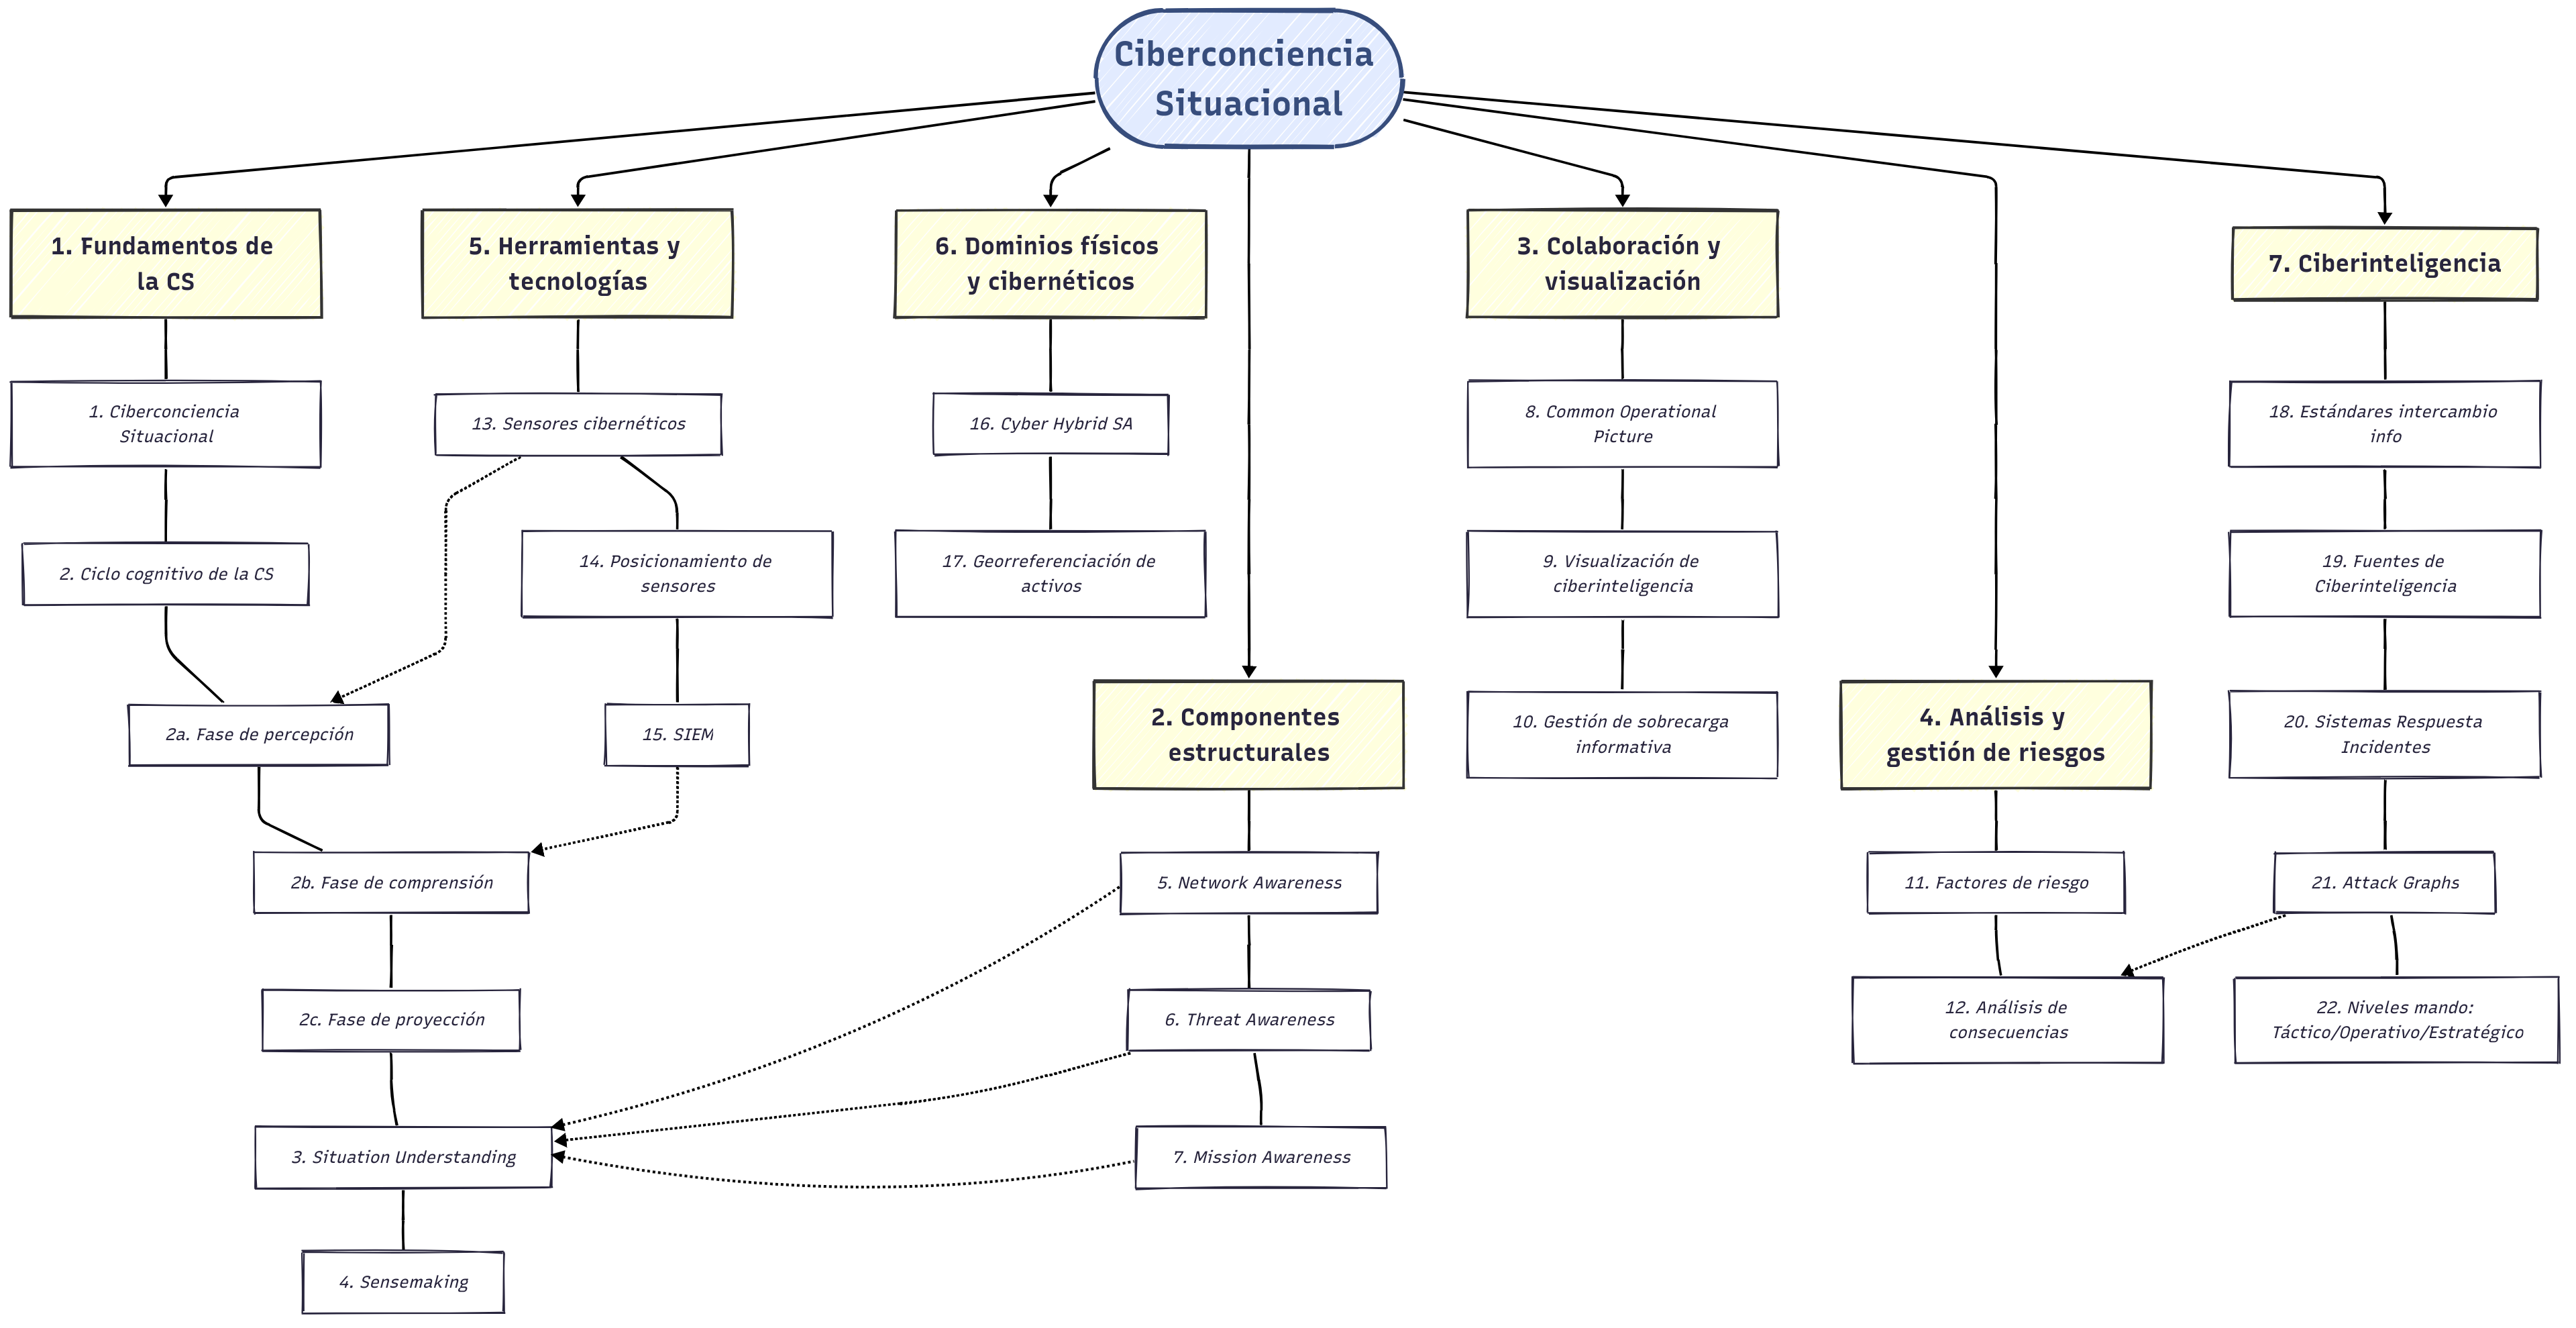 Ciberconciencia
Situacional
1. Fundamentos de
la CS
5. Herramientas y
tecnologías
6. Dominios físicos
y cibernéticos
3. Colaboración y
visualización
7. Ciberinteligencia
1. Ciberconciencia
Situacional
13. Sensores cibernéticos
16. Cyber Hybrid SA
8. Common Operational
Picture
18. Estándares intercambio
info
2. Ciclo cognitivo de la CS
14. Posicionamiento de
sensores
17. Georreferenciación de
activos
9. Visualización de
ciberinteligencia
19. Fuentes de
Ciberinteligencia
2a. Fase de percepción
15. SIEM
2. Componentes
estructurales
10. Gestión de sobrecarga
informativa
4. Análisis y
gestión de riesgos
20. Sistemas Respuesta
Incidentes
2b. Fase de comprensión
5. Network Awareness
11. Factores de riesgo
21. Attack Graphs
2c. Fase de proyección
6. Threat Awareness
12. Análisis de
consecuencias
22. Niveles mando:
Táctico/Operativo/Estratégico
3. Situation Understanding
7. Mission Awareness
4. Sensemaking